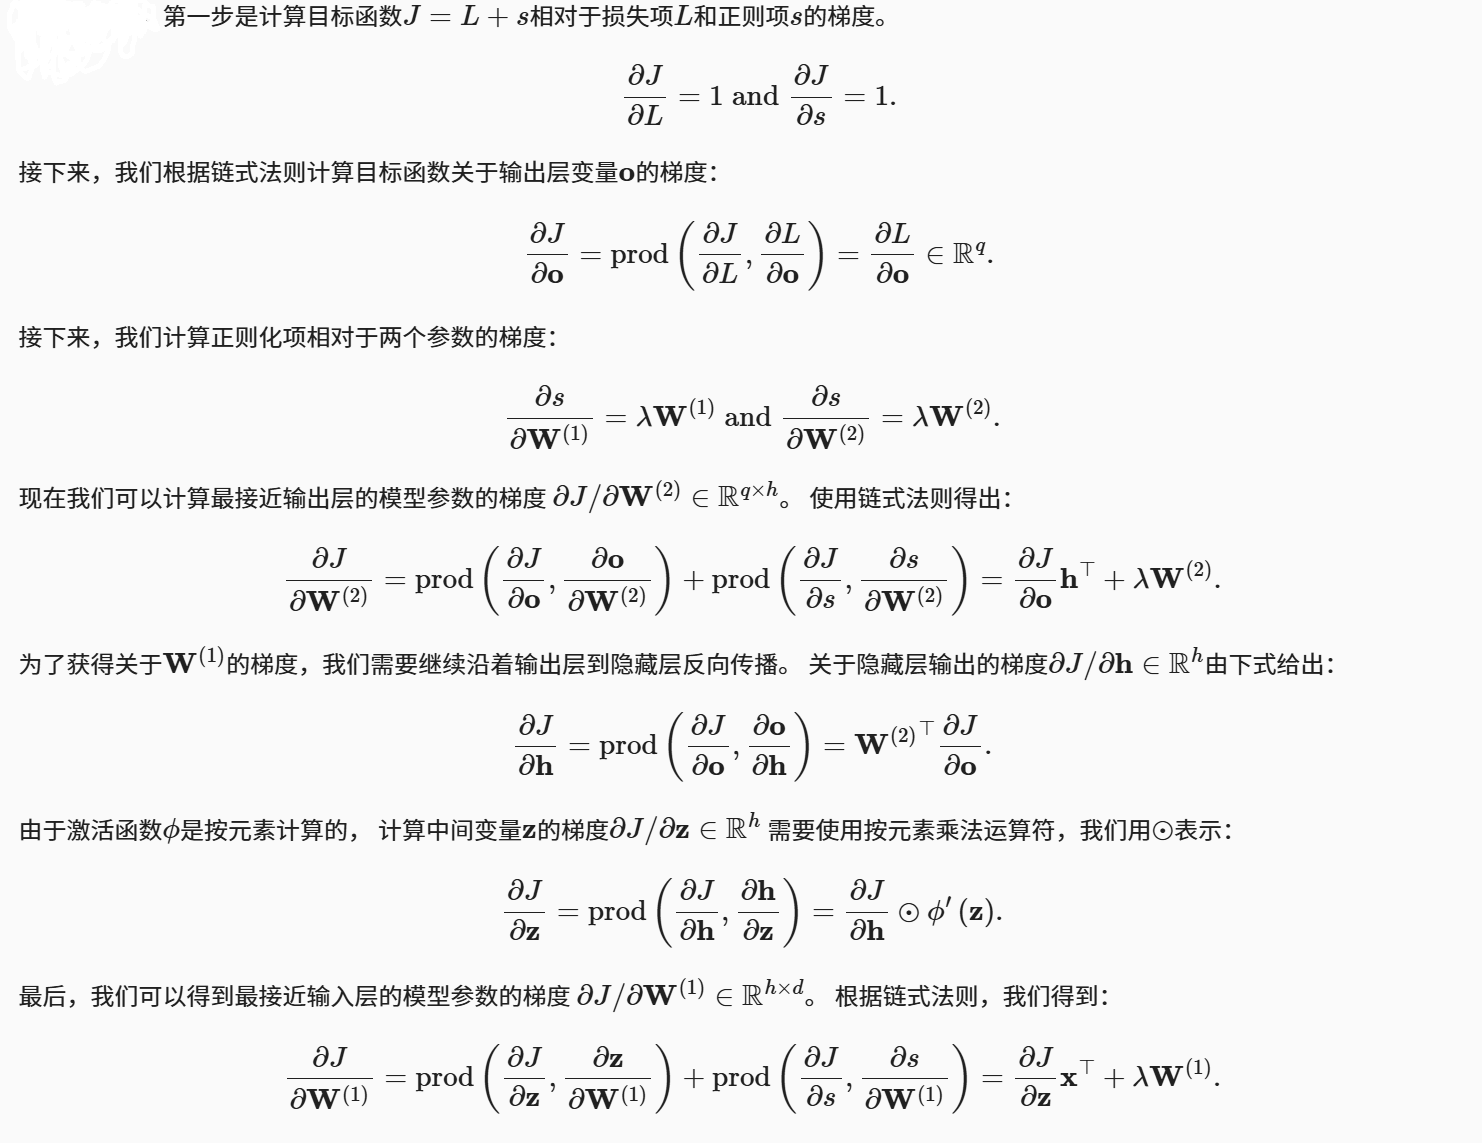 第一步是计算目标函数$J = L + s$相对于损失项$L$和正则项$s$的梯度。
$$\frac{\partial J}{\partial L} = 1 \text{ and } \frac{\partial J}{\partial s} = 1.$$
接下来，我们根据链式法则计算目标函数关于输出层变量$\mathbf{o}$的梯度：
$$\frac{\partial J}{\partial \mathbf{o}} = \text{prod}\left(\frac{\partial J}{\partial L}, \frac{\partial L}{\partial \mathbf{o}}\right) = \frac{\partial L}{\partial \mathbf{o}} \in \mathbb{R}^q.$$
接下来，我们计算正则化项相对于两个参数的梯度：
$$\frac{\partial s}{\partial \mathbf{W}^{(1)}} = \lambda \mathbf{W}^{(1)} \text{ and } \frac{\partial s}{\partial \mathbf{W}^{(2)}} = \lambda \mathbf{W}^{(2)}.$$
现在我们可以计算最接近输出层的模型参数的梯度 $\partial J/\partial \mathbf{W}^{(2)} \in \mathbb{R}^{q \times h}$。 使用链式法则得出：
$$\frac{\partial J}{\partial \mathbf{W}^{(2)}} = \text{prod}\left(\frac{\partial J}{\partial \mathbf{o}}, \frac{\partial \mathbf{o}}{\partial \mathbf{W}^{(2)}}\right) + \text{prod}\left(\frac{\partial J}{\partial s}, \frac{\partial s}{\partial \mathbf{W}^{(2)}}\right) = \frac{\partial J}{\partial \mathbf{o}} \mathbf{h}^\top + \lambda \mathbf{W}^{(2)}.$$
为了获得关于$\mathbf{W}^{(1)}$的梯度，我们需要继续沿着输出层到隐藏层反向传播。 关于隐藏层输出的梯度$\partial J/\partial \mathbf{h} \in \mathbb{R}^h$由下式给出：
$$\frac{\partial J}{\partial \mathbf{h}} = \text{prod}\left(\frac{\partial J}{\partial \mathbf{o}}, \frac{\partial \mathbf{o}}{\partial \mathbf{h}}\right) = {\mathbf{W}^{(2)}}^\top \frac{\partial J}{\partial \mathbf{o}}.$$
由于激活函数$\phi$是按元素计算的， 计算中间变量$\mathbf{z}$的梯度$\partial J/\partial \mathbf{z} \in \mathbb{R}^h$ 需要使用按元素乘法运算符，我们用$\odot$表示：
$$\frac{\partial J}{\partial \mathbf{z}} = \text{prod}\left(\frac{\partial J}{\partial \mathbf{h}}, \frac{\partial \mathbf{h}}{\partial \mathbf{z}}\right) = \frac{\partial J}{\partial \mathbf{h}} \odot \phi'\left(\mathbf{z}\right).$$
最后，我们可以得到最接近输入层的模型参数的梯度 $\partial J/\partial \mathbf{W}^{(1)} \in \mathbb{R}^{h \times d}$。 根据链式法则，我们得到：
$$\frac{\partial J}{\partial \mathbf{W}^{(1)}} = \text{prod}\left(\frac{\partial J}{\partial \mathbf{z}}, \frac{\partial \mathbf{z}}{\partial \mathbf{W}^{(1)}}\right) + \text{prod}\left(\frac{\partial J}{\partial s}, \frac{\partial s}{\partial \mathbf{W}^{(1)}}\right) = \frac{\partial J}{\partial \mathbf{z}} \mathbf{x}^\top + \lambda \mathbf{W}^{(1)}.$$